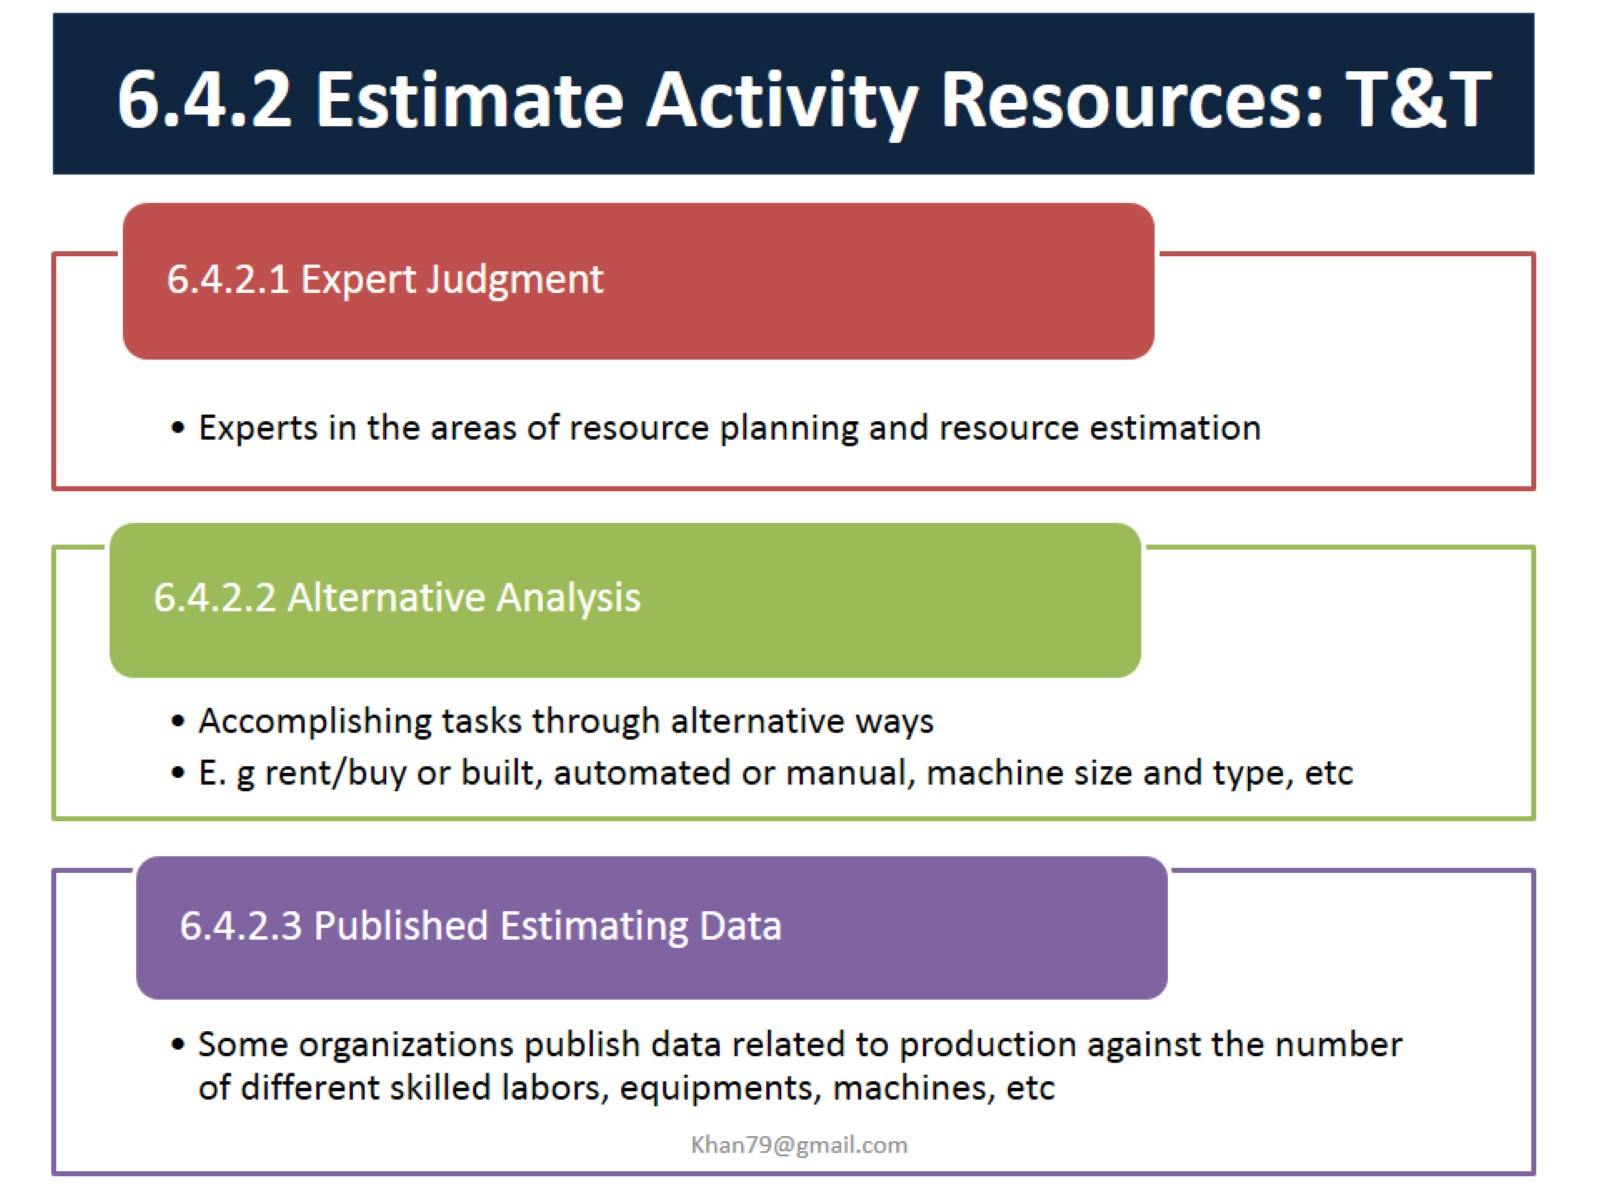 6.4.2 Estimate Activity Resources: T&T
6.4.2.1 Expert Judgment
• Experts in the areas of resource planning and resource estimation
6.4.2.2 Alternative Analysis
• Accomplishing tasks through alternative ways
• E. g rent/buy or built, automated or manual, machine size and type, etc
6.4.2.3 Published Estimating Data
• Some organizations publish data related to production against the number
of different skilled labors, equipments, machines, etc
Khan79@gmail.com